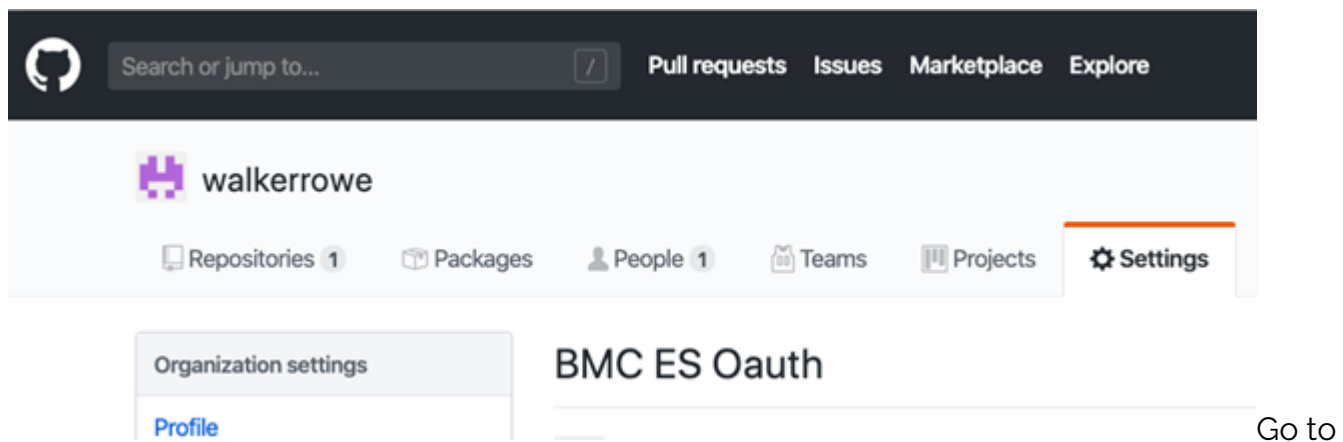 Search or jump to... / Pull requests Issues Marketplace Explore
walkerrowe
Repositories 1 Packages People 1 Teams Projects Settings
Organization settings
BMC ES Oauth
Profile
Go to